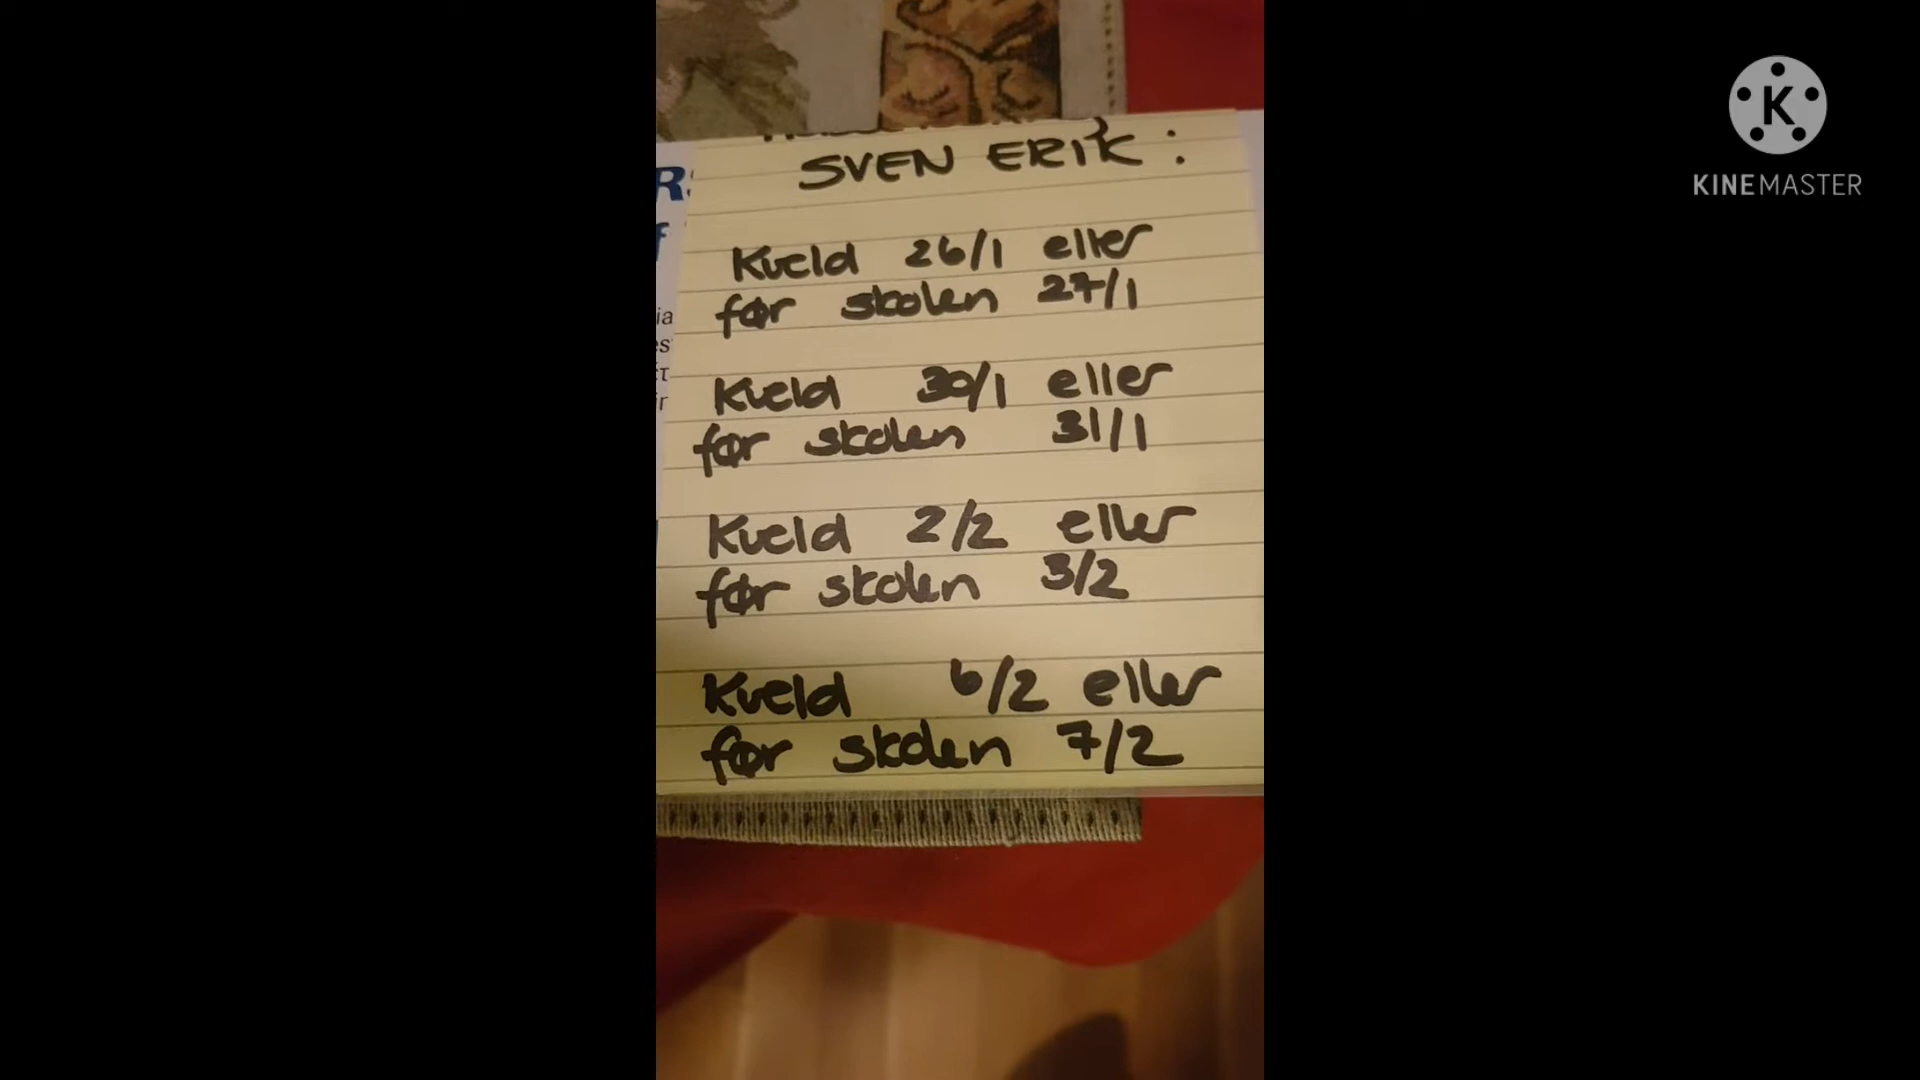 SVEN ERIK:
Kveld 26/1 eller
før skolen 27/1
Kveld 30/1 eller
før skolen 31/1
Kveld 2/2 eller
før skolen 3/2
Kveld 6/2 eller
før skolen 7/2
KINEMASTER